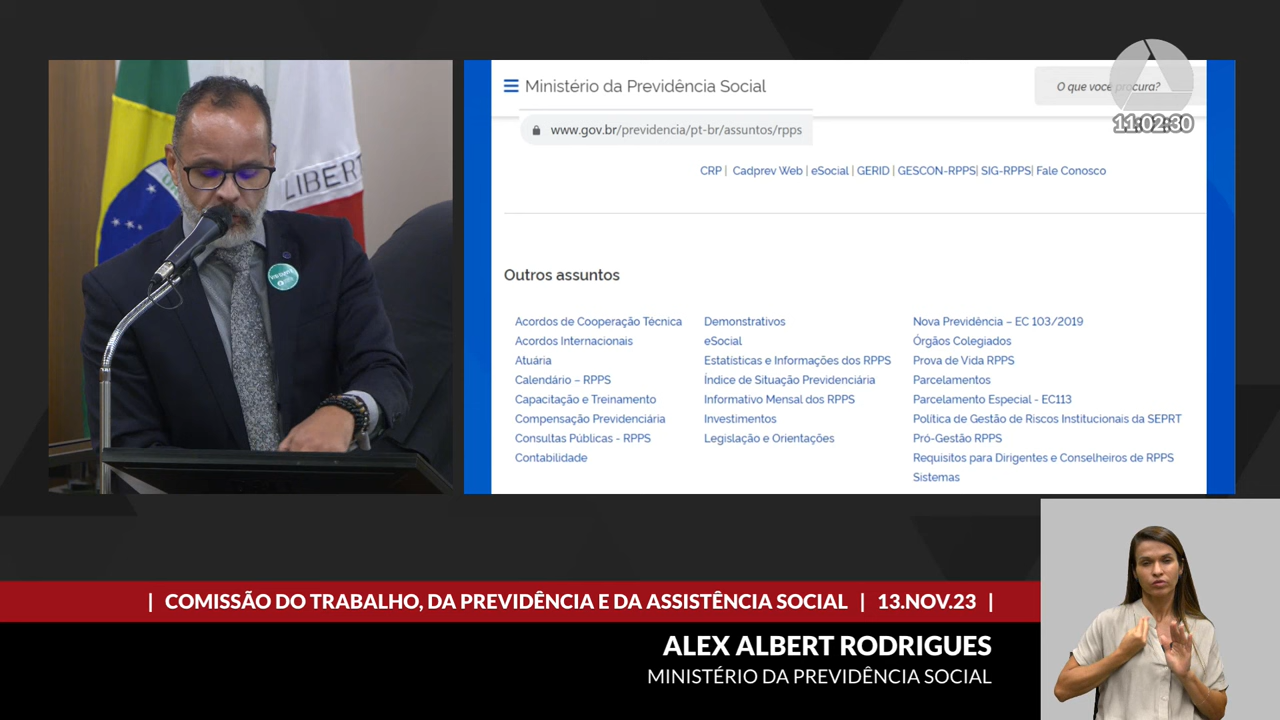 LIBERT
Ministério da Previdência Social
O que você procura?
11:02:30
www.gov.br/previdencia/pt-br/assuntos/rpps
CRP | Cadprev Web | eSocial | GERID | GESCON-RPPS| SIG-RPPS| Fale Conosco
Outros assuntos
Acordos de Cooperação Técnica
Acordos Internacionais
Atuária
Calendário – RPPS
Capacitação e Treinamento
Compensação Previdenciária
Consultas Públicas - RPPS
Contabilidade
Demonstrativos
eSocial
Estatísticas e Informações dos RPPS
Índice de Situação Previdenciária
Informativo Mensal dos RPPS
Investimentos
Legislação e Orientações
Nova Previdência – EC 103/2019
Órgãos Colegiados
Prova de Vida RPPS
Parcelamentos
Parcelamento Especial - EC113
Política de Gestão de Riscos Institucionais da SEPRT
Pró-Gestão RPPS
Requisitos para Dirigentes e Conselheiros de RPPS
Sistemas
| COMISSÃO DO TRABALHO, DA PREVIDÊNCIA E DA ASSISTÊNCIA SOCIAL | 13.NOV.23 |
ALEX ALBERT RODRIGUES
MINISTÉRIO DA PREVIDÊNCIA SOCIAL